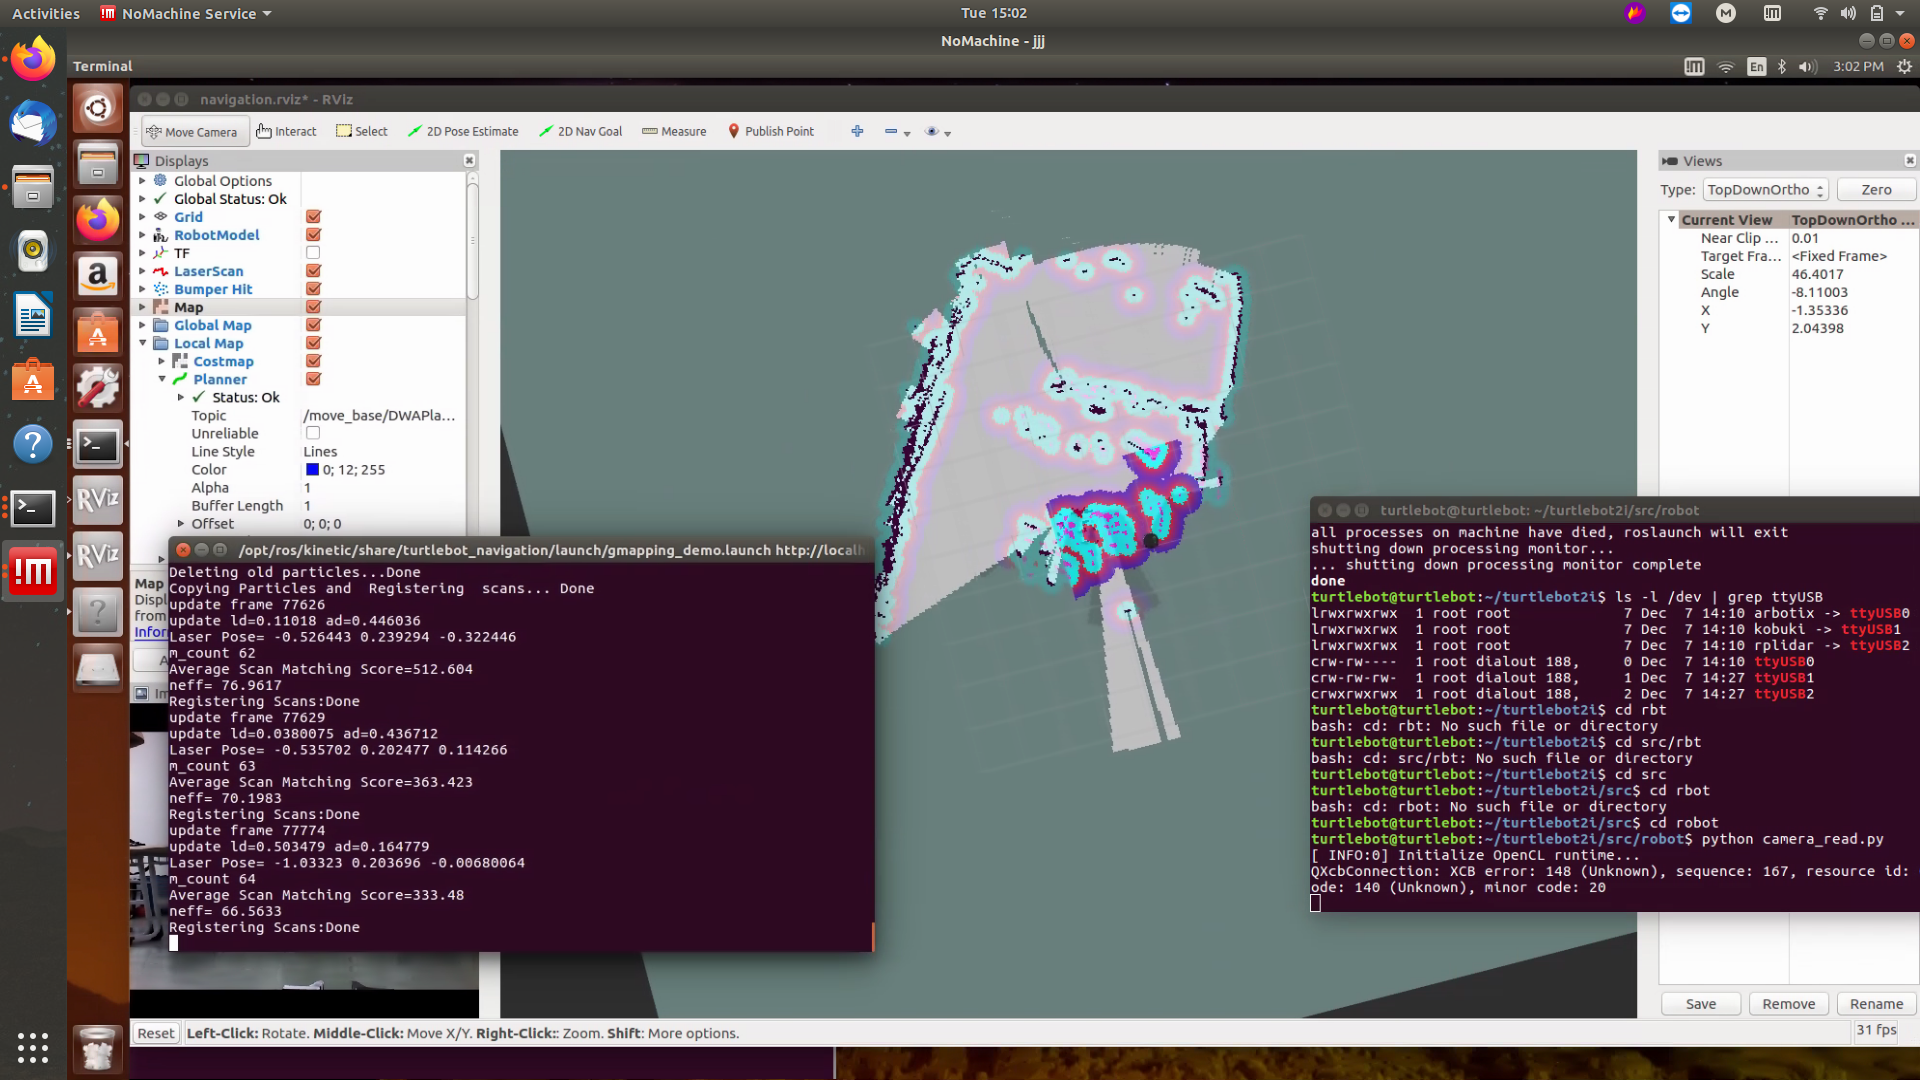 Activities
NoMachine Service
Tue 15:02
NoMachine - jjj
Terminal
En
3:02 PM
navigation.rviz* - RViz
Move Camera
Interact
Select
2D Pose Estimate
2D Nav Goal
Measure
Publish Point
Displays
Global Options
Global Status: Ok
Grid
RobotModel
TF
LaserScan
Bumper Hit
Map
Global Map
Local Map
Costmap
Planner
Status: Ok
Topic /move_base/DWAPla...
Unreliable
Line Style Lines
Color 0; 12; 255
Alpha 1
Buffer Length 1
Offset 0; 0; 0
Map
Displ
from
Infor
A
Im
Views
Type: TopDownOrtho Zero
Current View TopDownOrtho ...
Near Clip ... 0.01
Target Fra... <Fixed Frame>
Scale 46.4017
Angle -8.11003
X -1.35336
Y 2.04398
Save
Remove
Rename
RViz
RViz
/opt/ros/kinetic/share/turtlebot_navigation/launch/gmapping_demo.launch http://localh
Deleting old particles...Done
Copying Particles and  Registering  scans... Done
update frame 77626
update ld=0.11018 ad=0.446036
Laser Pose= -0.526443 0.239294 -0.322446
m_count 62
Average Scan Matching Score=512.604
neff= 76.9617
Registering Scans:Done
update frame 77629
update ld=0.0380075 ad=0.436712
Laser Pose= -0.535702 0.202477 0.114266
m_count 63
Average Scan Matching Score=363.423
neff= 70.1983
Registering Scans:Done
update frame 77774
update ld=0.503479 ad=0.164779
Laser Pose= -1.03323 0.203696 -0.00680064
m_count 64
Average Scan Matching Score=333.48
neff= 66.5633
Registering Scans:Done
turtlebot@turtlebot: ~/turtlebot2i/src/robot
all processes on machine have died, roslaunch will exit
shutting down processing monitor...
... shutting down processing monitor complete
done
turtlebot@turtlebot:~/turtlebot2i$ ls -l /dev | grep ttyUSB
lrwxrwxrwx  1 root root           7 Dec  7 14:10 arbotix -> ttyUSB0
lrwxrwxrwx  1 root root           7 Dec  7 14:10 kobuki -> ttyUSB1
lrwxrwxrwx  1 root root           7 Dec  7 14:10 rplidar -> ttyUSB2
crw-rw----  1 root dialout 188,     0 Dec  7 14:10 ttyUSB0
crw-rw-rw-  1 root dialout 188,     1 Dec  7 14:27 ttyUSB1
crwxrwxrwx  1 root dialout 188,     2 Dec  7 14:27 ttyUSB2
turtlebot@turtlebot:~/turtlebot2i$ cd rbt
bash: cd: rbt: No such file or directory
turtlebot@turtlebot:~/turtlebot2i$ cd src/rbt
bash: cd: src/rbt: No such file or directory
turtlebot@turtlebot:~/turtlebot2i$ cd src
turtlebot@turtlebot:~/turtlebot2i/src$ cd rbot
bash: cd: rbot: No such file or directory
turtlebot@turtlebot:~/turtlebot2i/src$ cd robot
turtlebot@turtlebot:~/turtlebot2i/src/robot$ python camera_read.py
[ INFO:0] Initialize OpenCL runtime...
QXcbConnection: XCB error: 148 (Unknown), sequence: 167, resource id:
ode: 140 (Unknown), minor code: 20
Reset
Left-Click: Rotate. Middle-Click: Move X/Y. Right-Click:: Zoom. Shift: More options.
31 fps